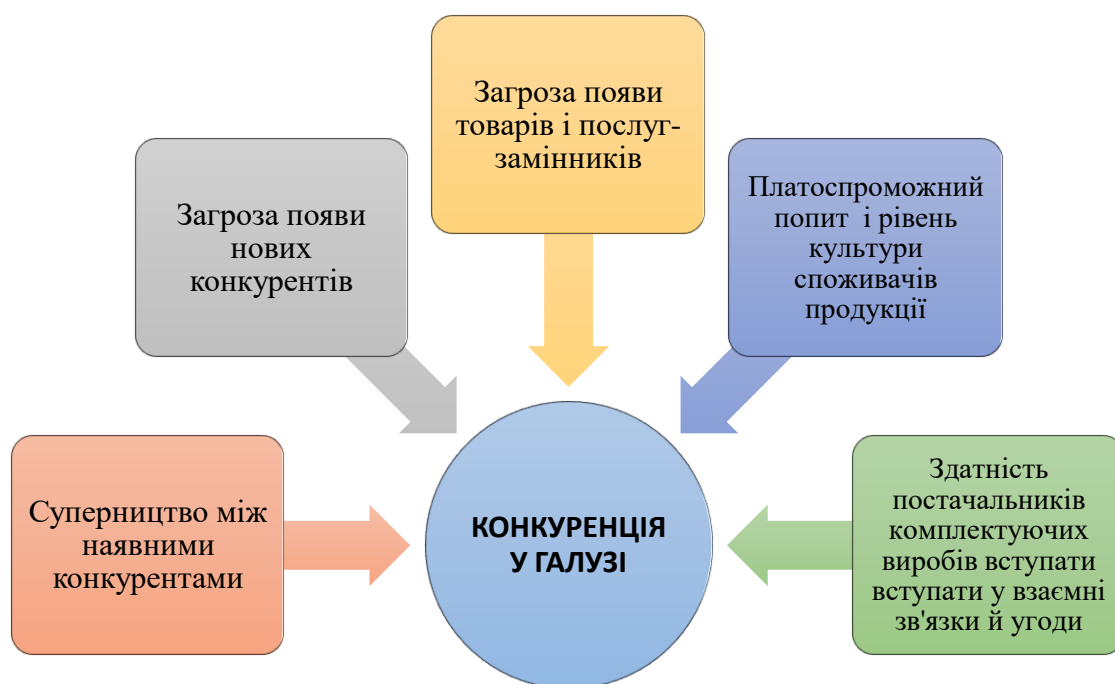 Загроза появи
товарів і послуг-
замінників
Загроза появи
нових
конкурентів
Платоспроможний
попит і рівень
культури
споживачів
продукції
Суперництво між
наявними
конкурентами
КОНКУРЕНЦІЯ
У ГАЛУЗІ
Здатність
постачальників
комплектуючих
виробів вступати
вступати у взаємні
зв'язки й угоди